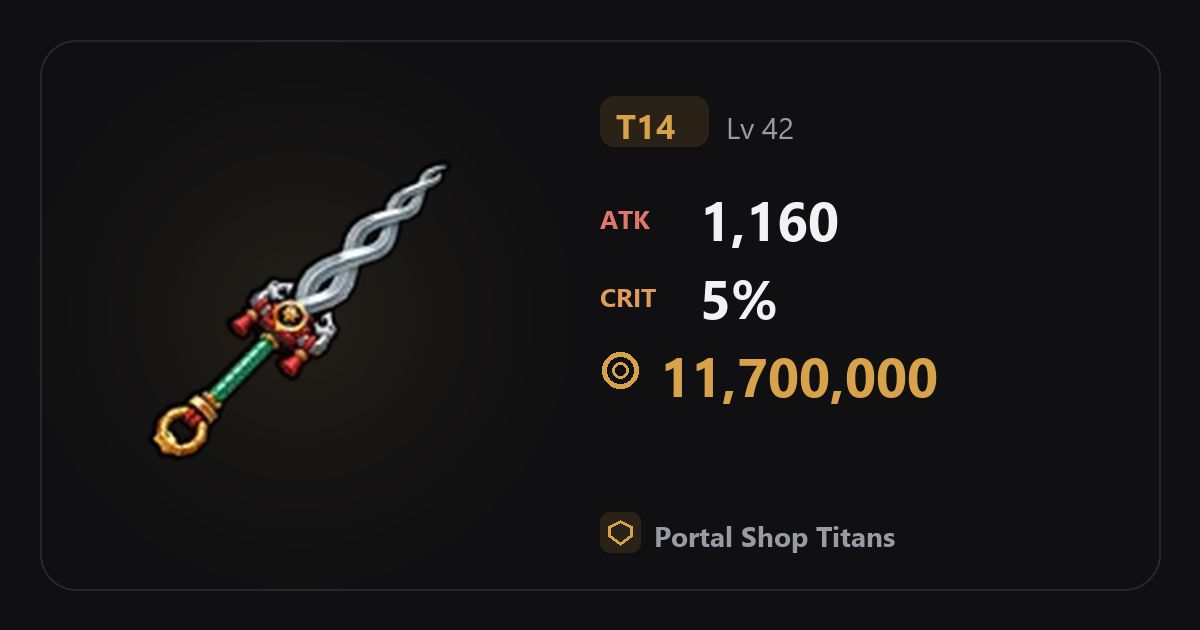 T14 Lv 42
ATK 1,160
CRIT 5%
11,700,000
Portal Shop Titans